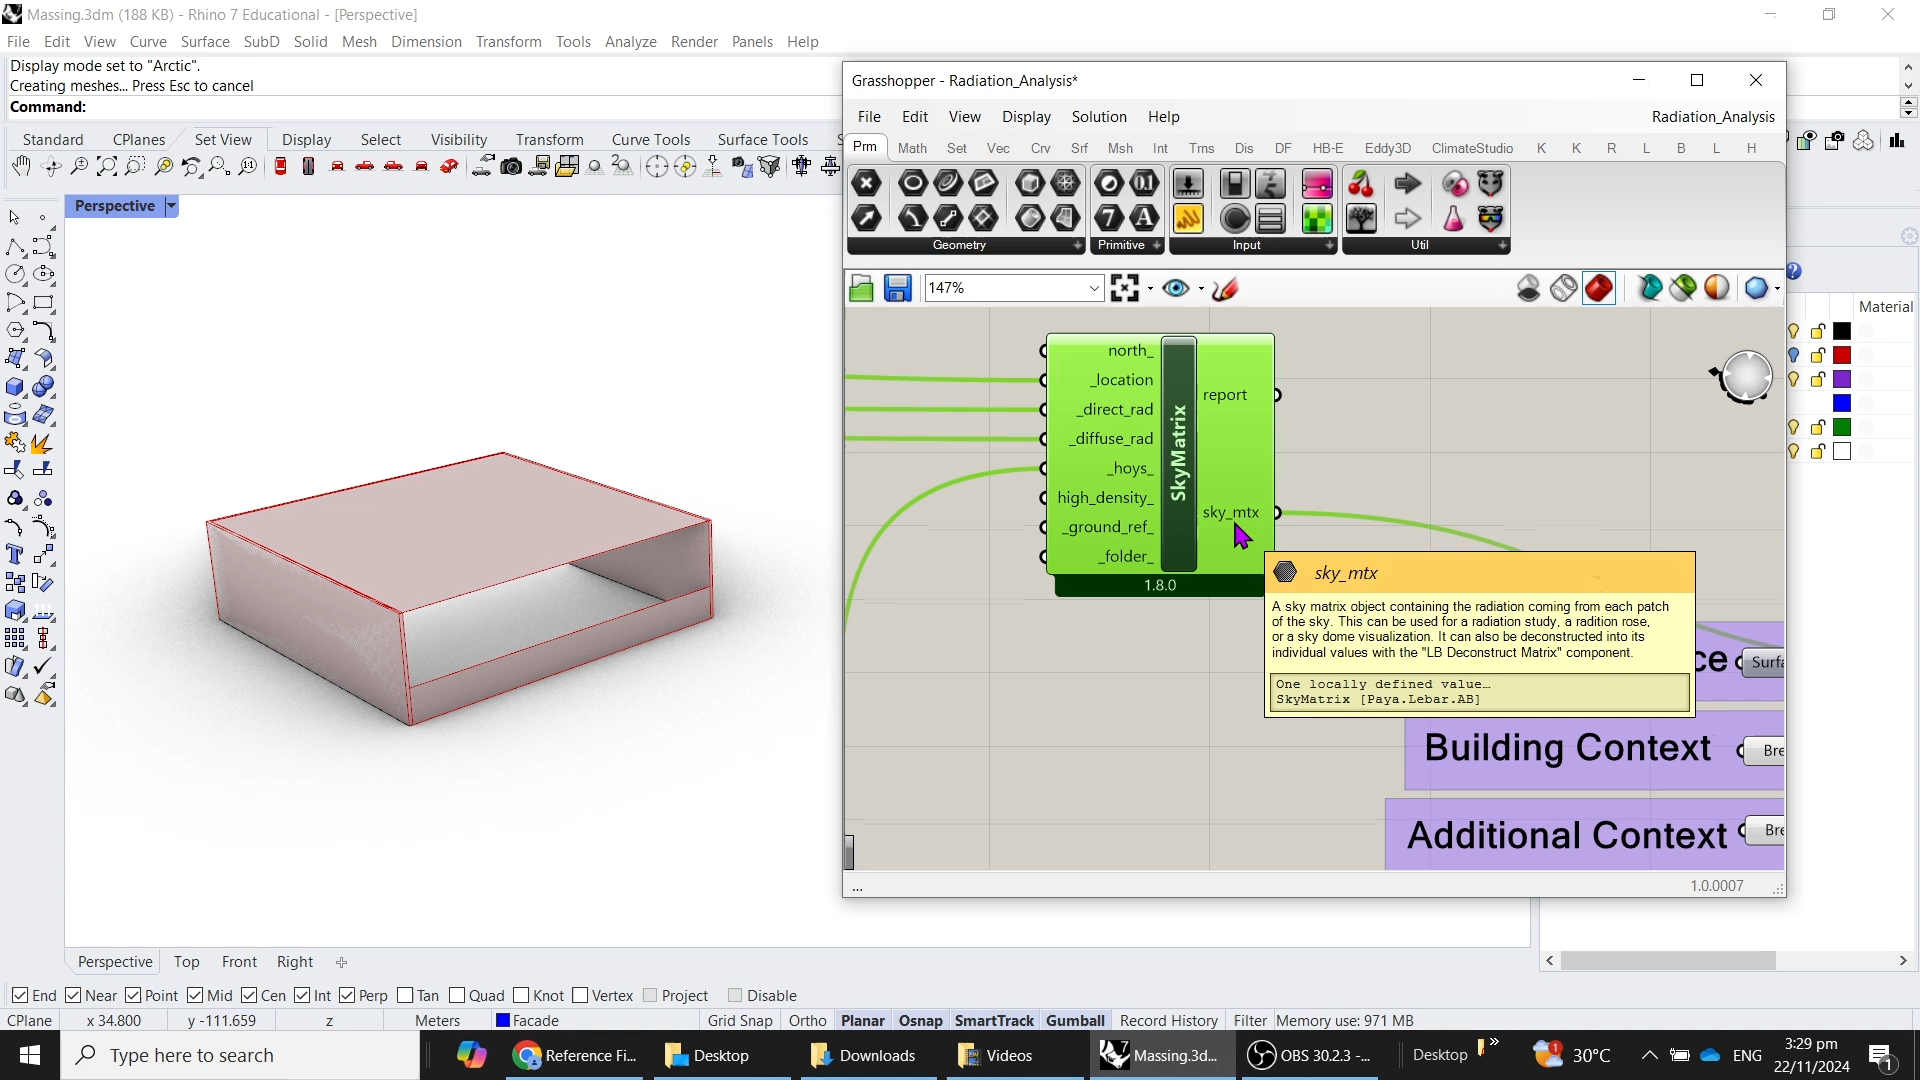 Massing.3dm (188 KB) - Rhino 7 Educational - [Perspective]
File Edit View Curve Surface SubD Solid Mesh Dimension Transform Tools Analyze Render Panels Help
Display mode set to "Arctic".
Creating meshes... Press Esc to cancel
Command:
Standard CPlanes Set View Display Select Visibility Transform Curve Tools Surface Tools
Perspective
Grasshopper - Radiation_Analysis*
File Edit View Display Solution Help Radiation_Analysis
Prm Math Set Vec Crv Srf Msh Int Trns Dis DF HB-E Eddy3D ClimateStudio K K R L B L H
Geometry + Primitive + Input + Util +
147%
Material
north_
_location
_direct_rad
_diffuse_rad
_hoys_
high_density_
_ground_ref_
_folder_
SkyMatrix
report
sky_mtx
1.8.0
sky_mtx
A sky matrix object containing the radiation coming from each patch
of the sky. This can be used for a radiation study, a radition rose,
or a sky dome visualization. It can also be deconstructed into its
individual values with the "LB Deconstruct Matrix" component.
One locally defined value…
SkyMatrix [Paya.Lebar.AB]
ce Surfa
Building Context Bre
Additional Context Bre
... 1.0.0007
Perspective Top Front Right
End Near Point Mid Cen Int Perp Tan Quad Knot Vertex Project Disable
CPlane x 34.800 y -111.659 z Meters Facade Grid Snap Ortho Planar Osnap SmartTrack Gumball Record History Filter Memory use: 971 MB
Type here to search Reference Fi... Desktop Downloads Videos Massing.3d... OBS 30.2.3 -... Desktop 30°C ENG
3:29 pm
22/11/2024
1